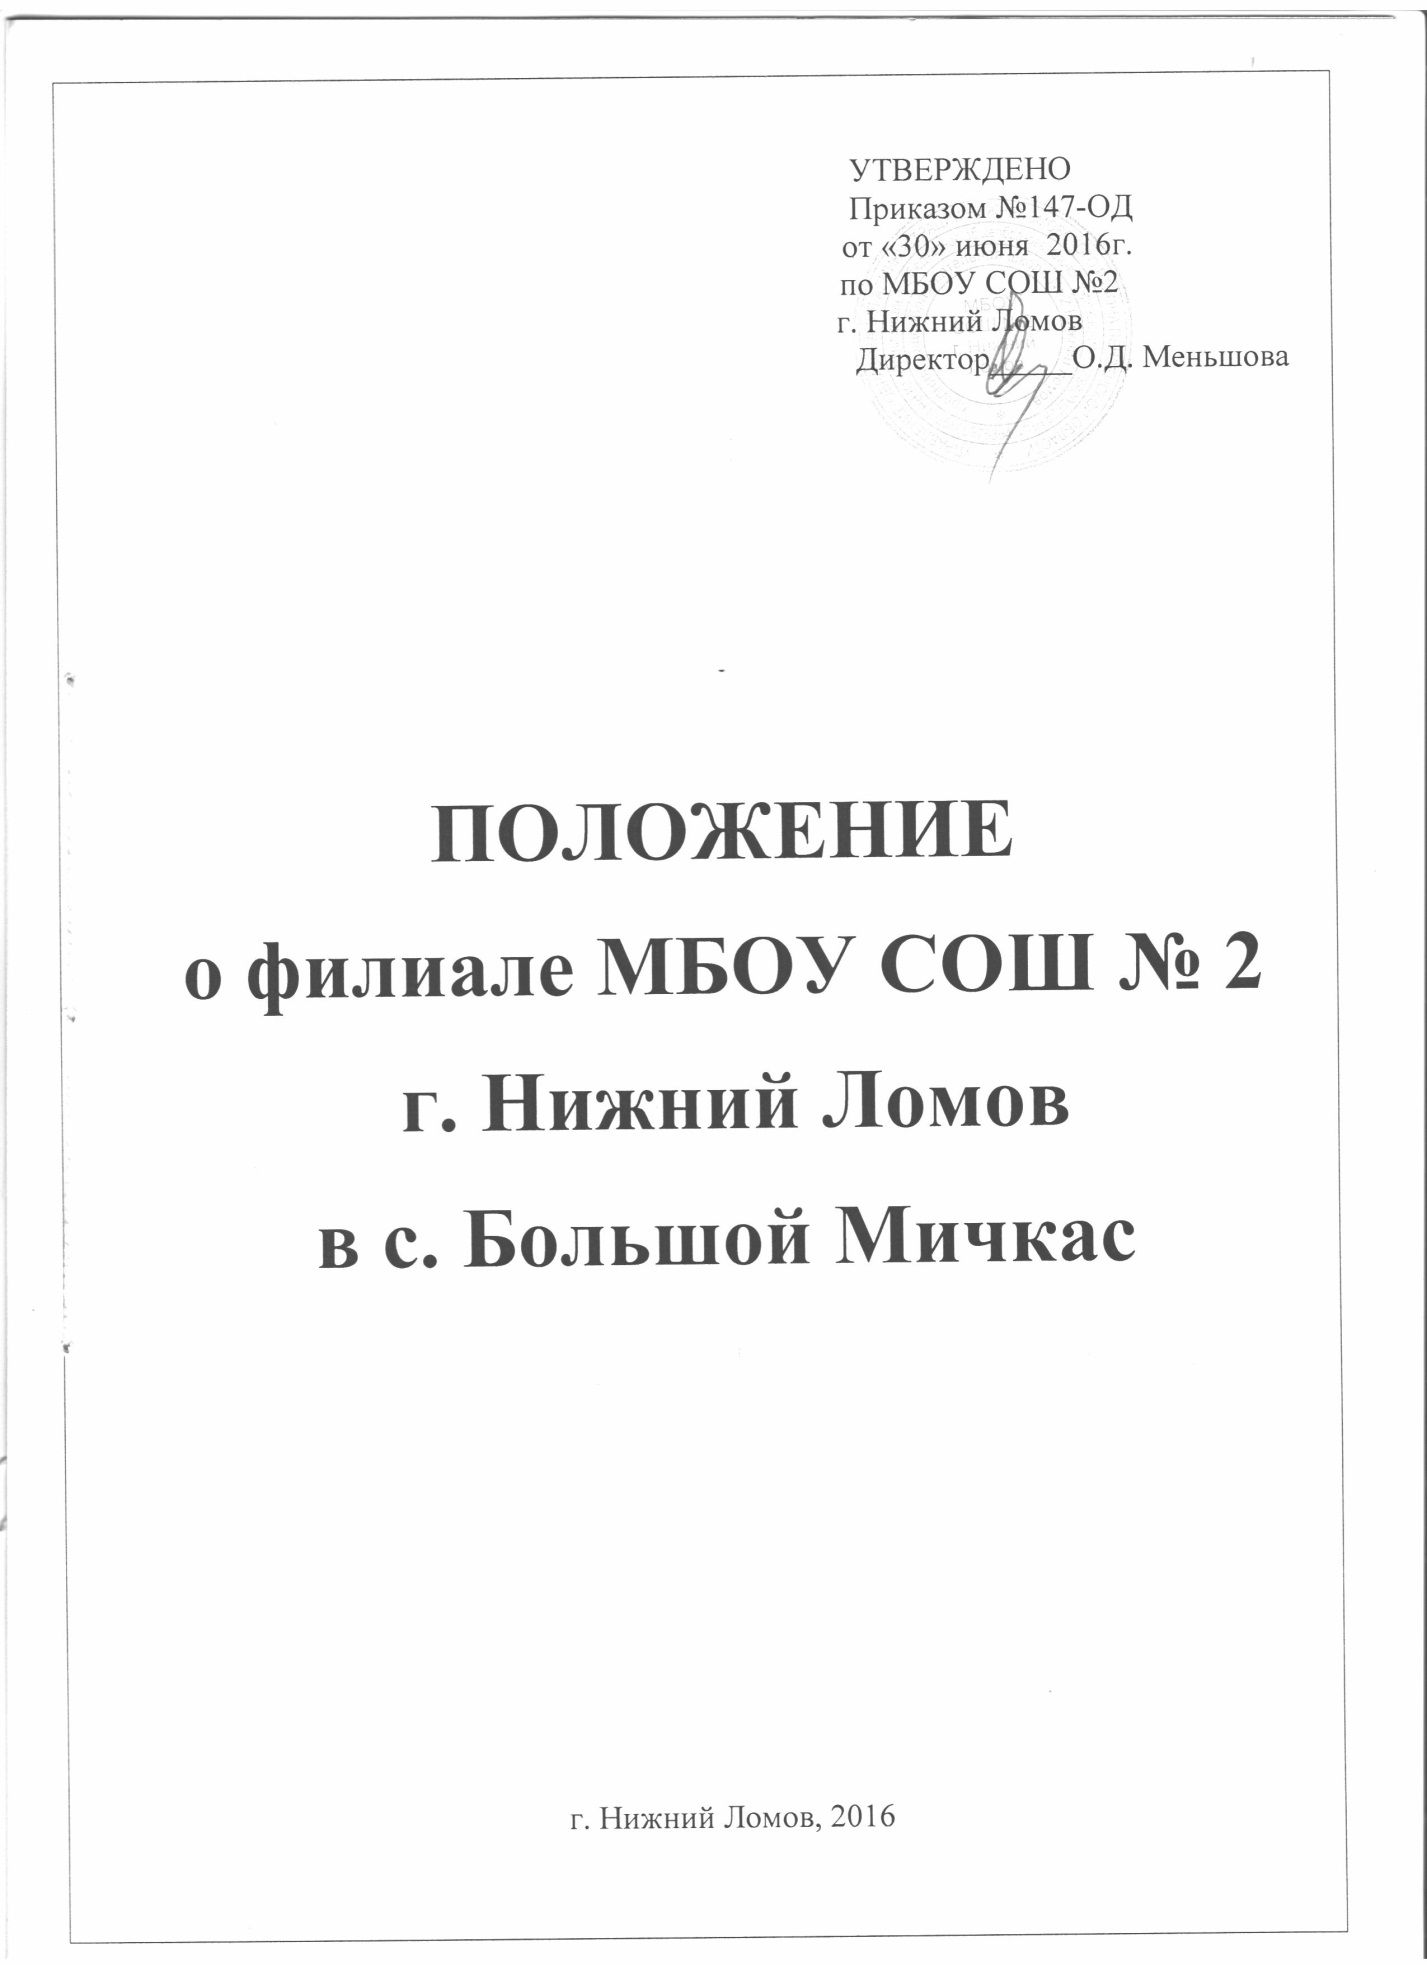 УТВЕРЖДЕНО
Приказом №147-ОД
от «30» июня 2016г.
по МБОУ СОШ №2
г. Нижний Ломов
Директор_____О.Д. Меньшова
ПОЛОЖЕНИЕ
о филиале МБОУ СОШ № 2
г. Нижний Ломов
в с. Большой Мичкас
г. Нижний Ломов, 2016